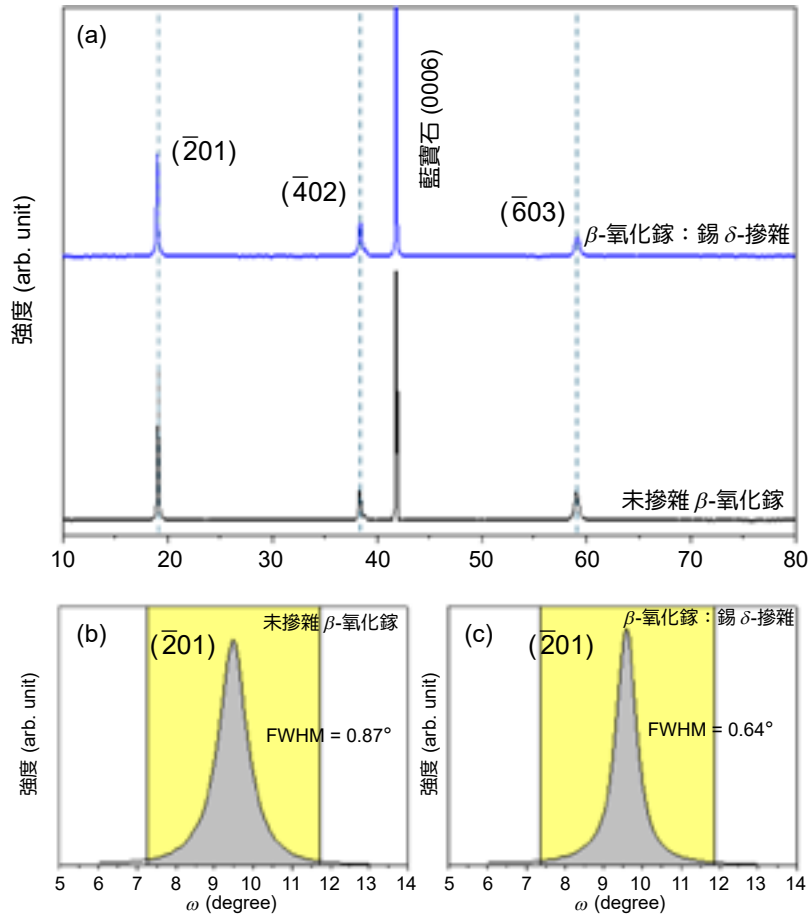 (a)
強度 (arb. unit)
(2̅01)
(4̅02)
藍寶石 (0006)
(6̅03)
β-氧化鎵：錫 δ-摻雜
未摻雜 β-氧化鎵
10 20 30 40 50 60 70 80
(b)
未摻雜 β-氧化鎵
(2̅01)
FWHM = 0.87°
強度 (arb. unit)
5 6 7 8 9 10 11 12 13 14
ω (degree)
(c)
β-氧化鎵：錫 δ-摻雜
(2̅01)
FWHM = 0.64°
強度 (arb. unit)
5 6 7 8 9 10 11 12 13 14
ω (degree)